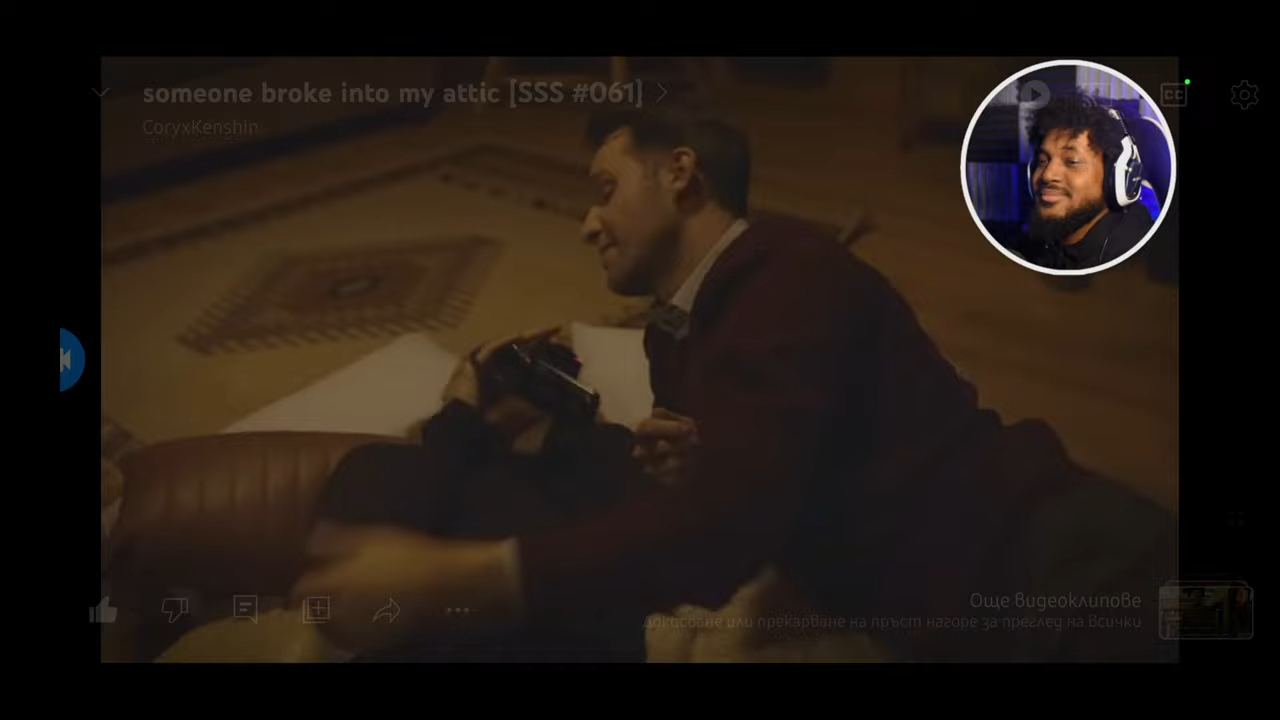 someone broke into my attic [SSS #061]
CoryxKenshin
CC
Още видеоклипове
докосване или прекарване на пръст нагоре за преглед на всички